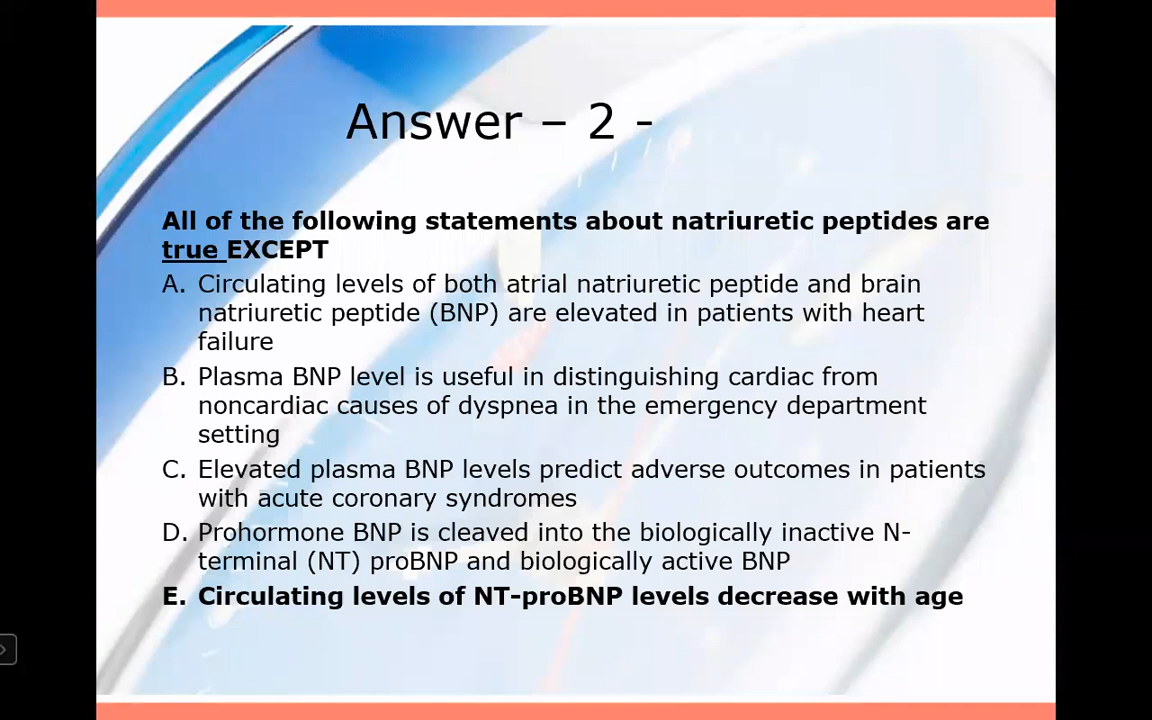 Answer – 2 -
All of the following statements about natriuretic peptides are
true EXCEPT
A. Circulating levels of both atrial natriuretic peptide and brain
natriuretic peptide (BNP) are elevated in patients with heart
failure
B. Plasma BNP level is useful in distinguishing cardiac from
noncardiac causes of dyspnea in the emergency department
setting
C. Elevated plasma BNP levels predict adverse outcomes in patients
with acute coronary syndromes
D. Prohormone BNP is cleaved into the biologically inactive N-
terminal (NT) proBNP and biologically active BNP
E. Circulating levels of NT-proBNP levels decrease with age